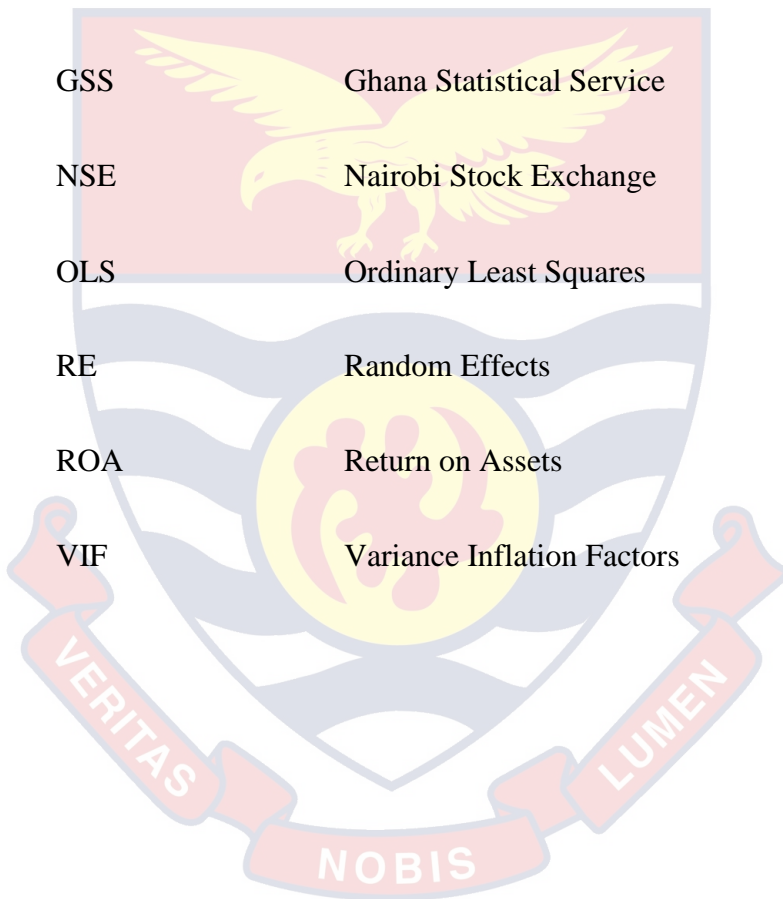 GSS Ghana Statistical Service
NSE Nairobi Stock Exchange
OLS Ordinary Least Squares
RE Random Effects
ROA Return on Assets
VIF Variance Inflation Factors
VERITAS
NOBIS
LUMEN